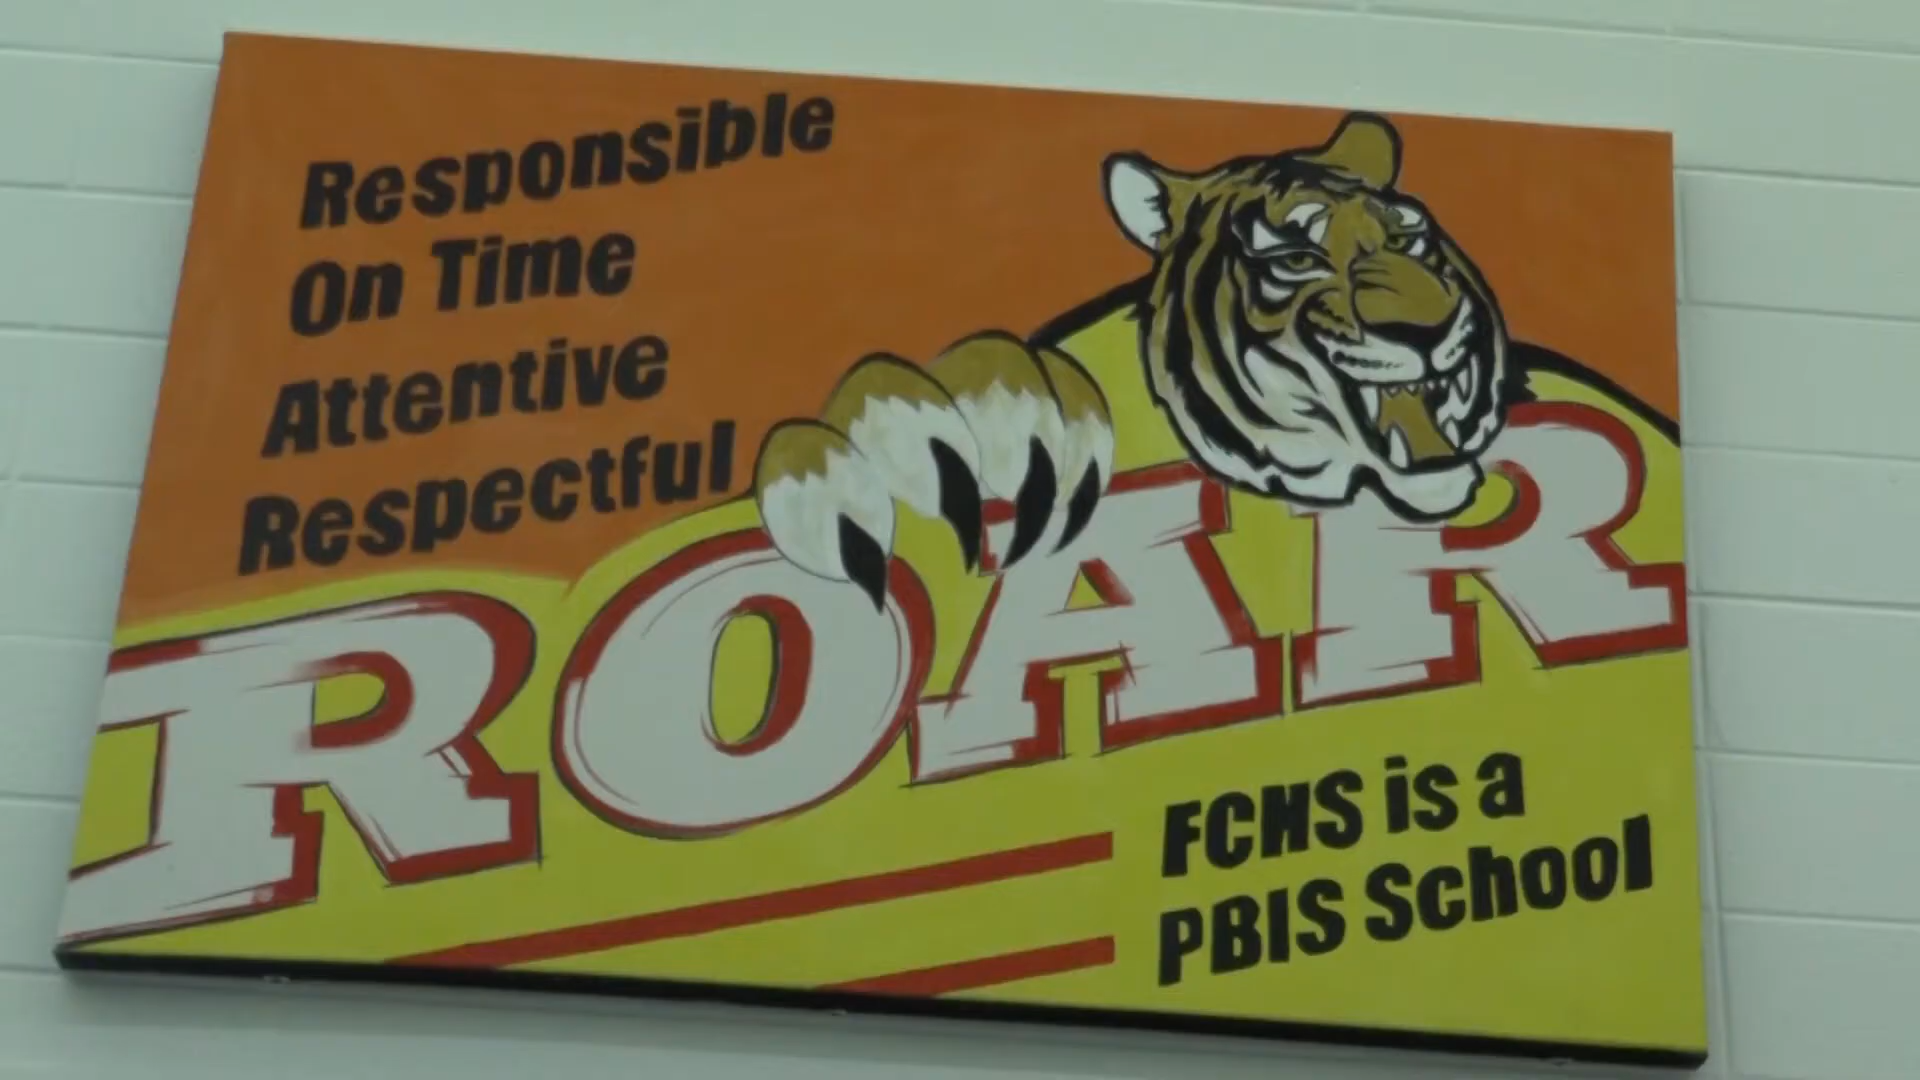 Responsible
On Time
Attentive
Respectful
ROAR
FCHS is a
PBIS School